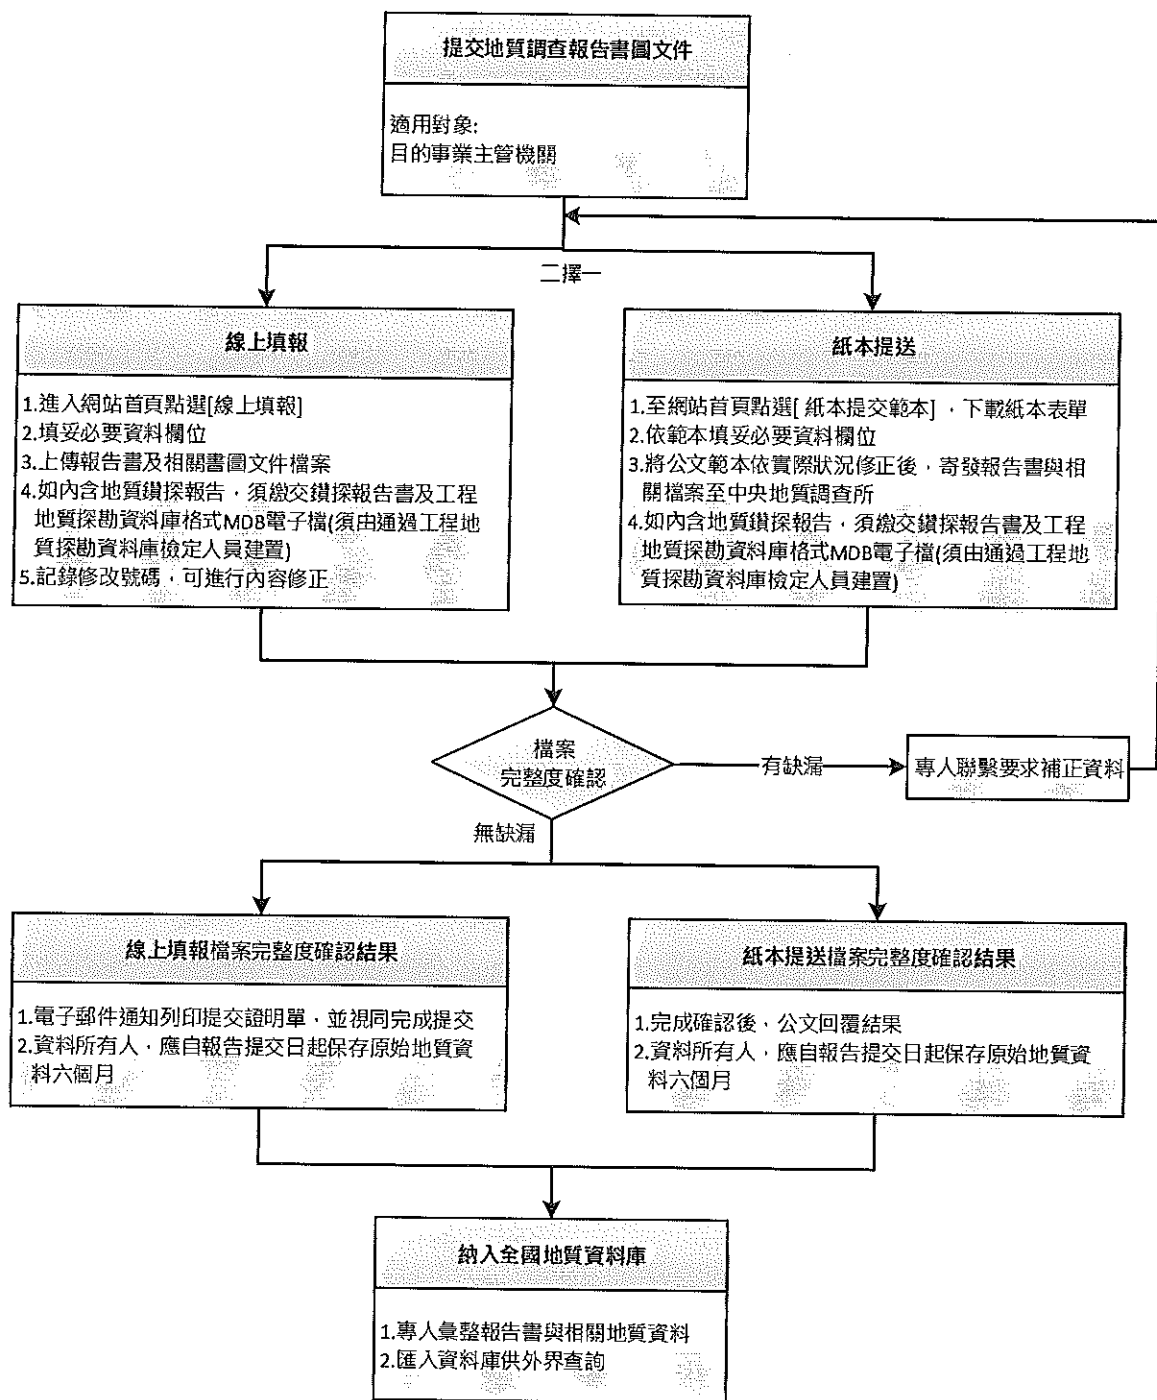 提交地質調查報告書圖文件
適用對象:
目的事業主管機關
二擇一
線上填報
1.進入網站首頁點選[線上填報]
2.填妥必要資料欄位
3.上傳報告書及相關書圖文件檔案
4.如內含地質鑽探報告，須繳交鑽探報告書及工程
地質探勘資料庫格式MDB電子檔(須由通過工程地
質探勘資料庫檢定人員建置)
5.記錄修改號碼，可進行內容修正
紙本提送
1.至網站首頁點選[ 紙本提交範本] ，下載紙本表單
2.依範本填妥必要資料欄位
3.將公文範本依實際狀況修正後，寄發報告書與相
關檔案至中央地質調查所
4.如內含地質鑽探報告，須繳交鑽探報告書及工程
地質探勘資料庫格式MDB電子檔(須由通過工程地
質探勘資料庫檢定人員建置)
檔案
完整度確認
有缺漏
專人聯繫要求補正資料
無缺漏
線上填報檔案完整度確認結果
1.電子郵件通知列印提交證明單，並視同完成提交
2.資料所有人，應自報告提交日起保存原始地質資
料六個月
紙本提送檔案完整度確認結果
1.完成確認後，公文回覆結果
2.資料所有人，應自報告提交日起保存原始地質資
料六個月
納入全國地質資料庫
1.專人彙整報告書與相關地質資料
2.匯入資料庫供外界查詢